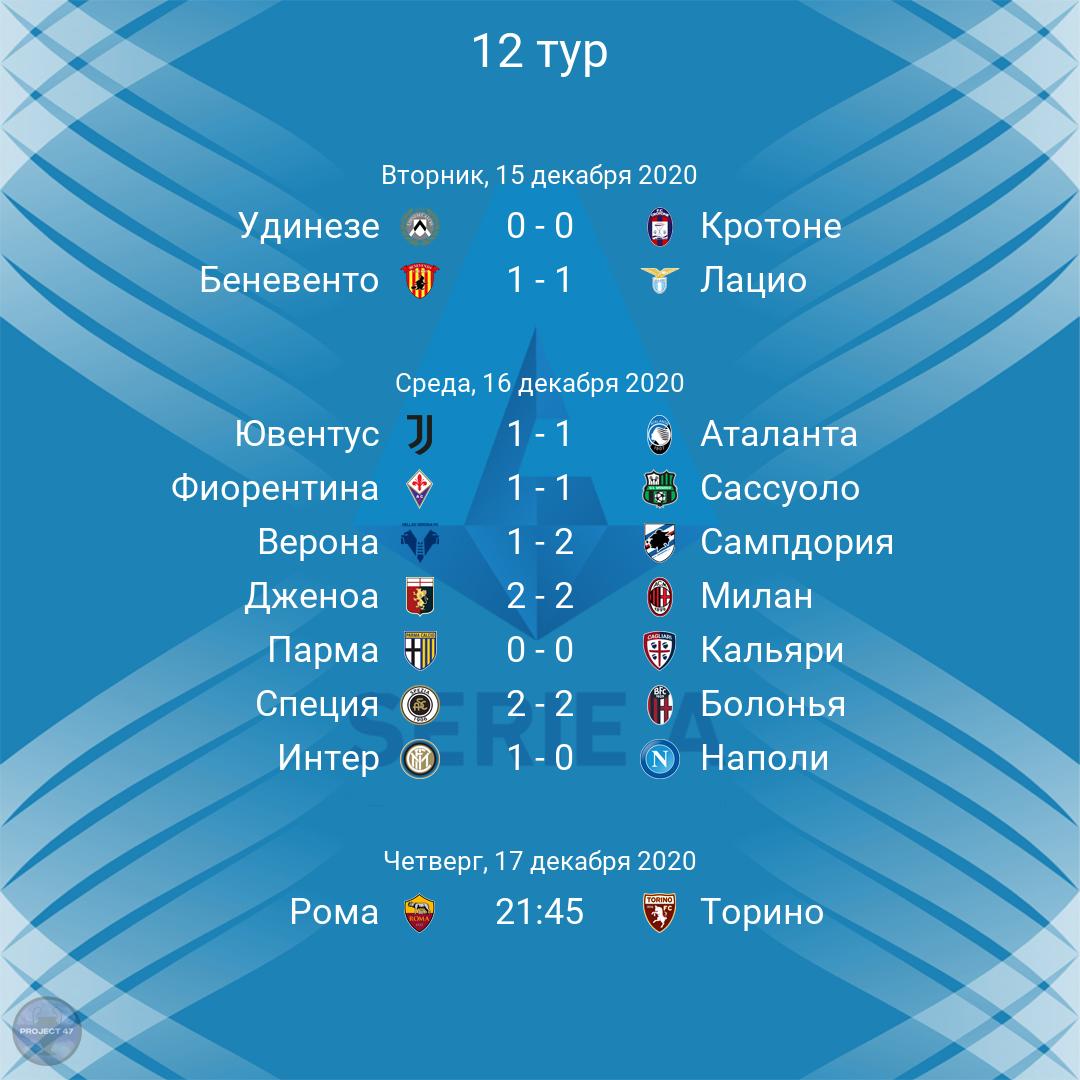 12 тур
Вторник, 15 декабря 2020
Удинезе 0 - 0 Кротоне
Беневенто 1 - 1 Лацио
Среда, 16 декабря 2020
Ювентус 1 - 1 Аталанта
Фиорентина 1 - 1 Сассуоло
Верона 1 - 2 Сампдория
Дженоа 2 - 2 Милан
Парма 0 - 0 Кальяри
Специя 2 - 2 Болонья
Интер 1 - 0 Наполи
SERIE A
Четверг, 17 декабря 2020
Рома 21:45 Торино
PROJECT 47